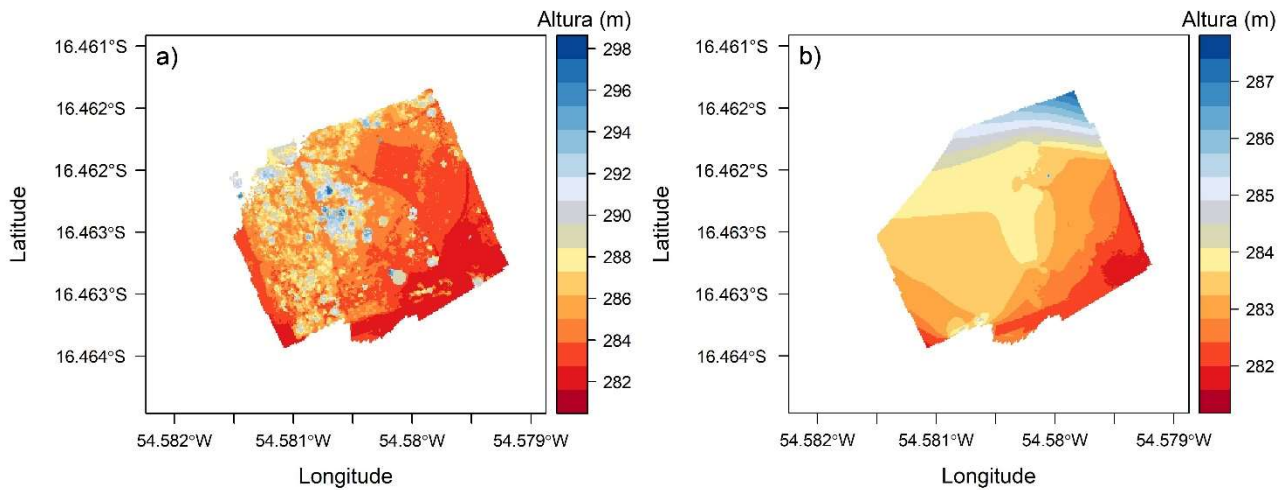 Altura (m)
a)
16.461°S
16.462°S
16.462°S
16.463°S
16.463°S
16.464°S
Latitude
54.582°W
54.581°W
54.58°W
54.579°W
Longitude
298
296
294
292
290
288
286
284
282
Altura (m)
b)
16.461°S
16.462°S
16.462°S
16.463°S
16.463°S
16.464°S
Latitude
54.582°W
54.581°W
54.58°W
54.579°W
Longitude
287
286
285
284
283
282